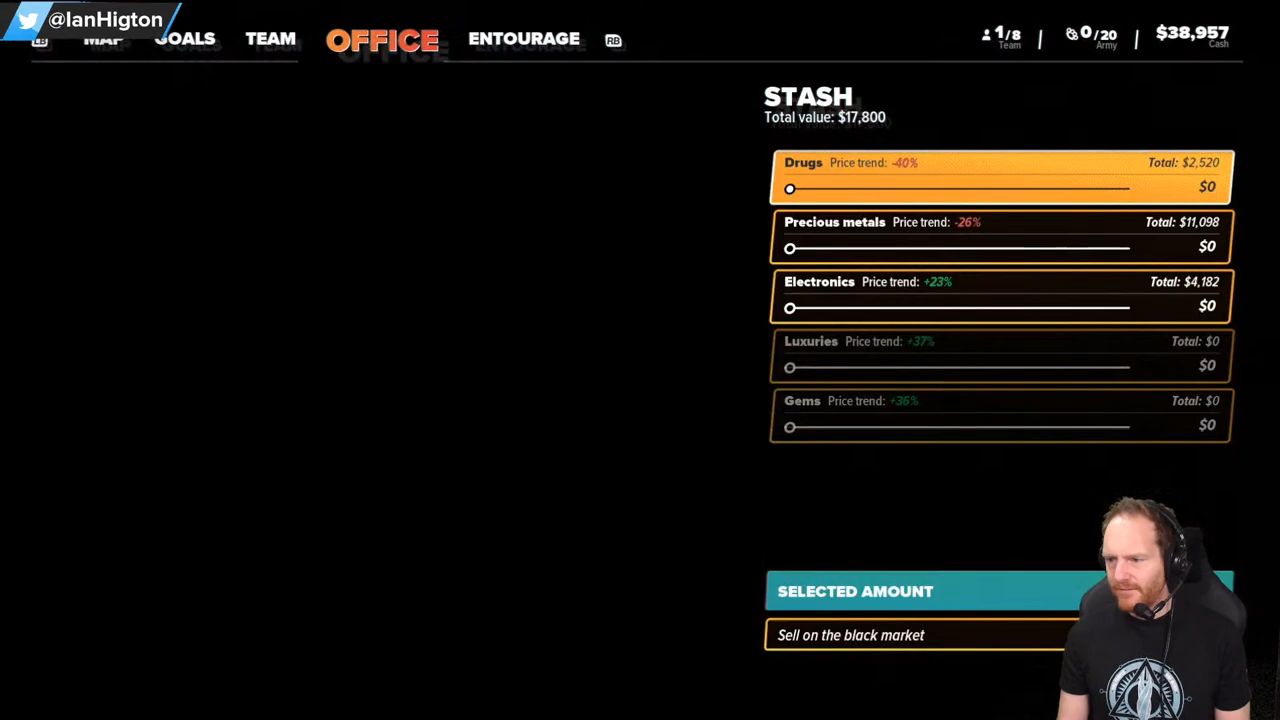 @IanHigton
LB MAP GOALS TEAM OFFICE ENTOURAGE RB
1/8 Team 0/20 Army $38,957 Cash
STASH
Total value: $17,800
Drugs Price trend: -40% Total: $2,520
$0
Precious metals Price trend: -26% Total: $11,098
$0
Electronics Price trend: +23% Total: $4,182
$0
Luxuries Price trend: +37% Total: $0
$0
Gems Price trend: +36% Total: $0
$0
SELECTED AMOUNT
Sell on the black market